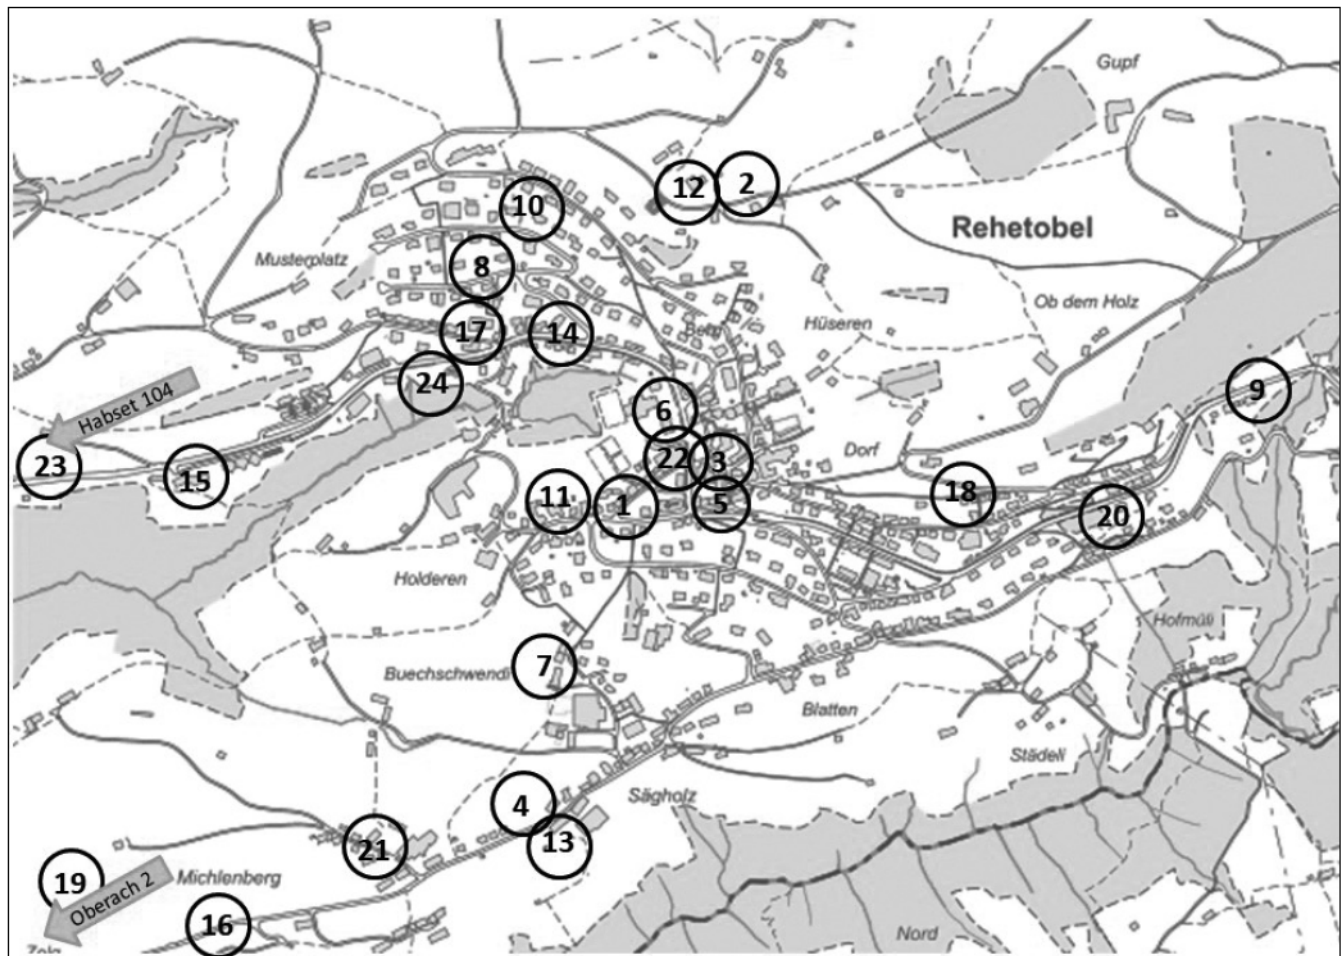 Gupf
12
2
10
Rehetobel
Musterplatz
8
Ob dem Holz
Hüseren
17
14
Berg
24
9
Habset 104
6
22
3
Dorf
23
15
11
1
5
18
20
Holderen
Hofmüli
7
Buechschwendi
Blatten
Städeli
4
Sägholz
13
21
19
Michlenberg
Oberach 2
16
Nord